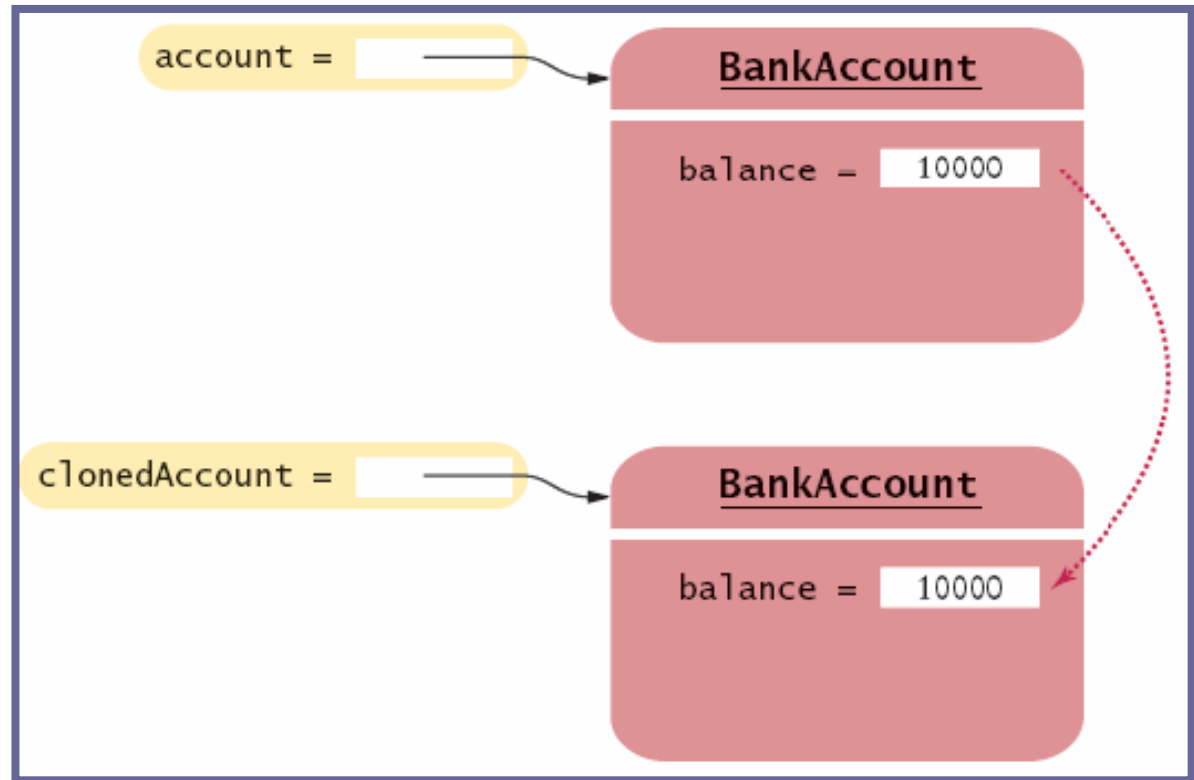 account =
BankAccount
balance = 10000
clonedAccount =
BankAccount
balance = 10000